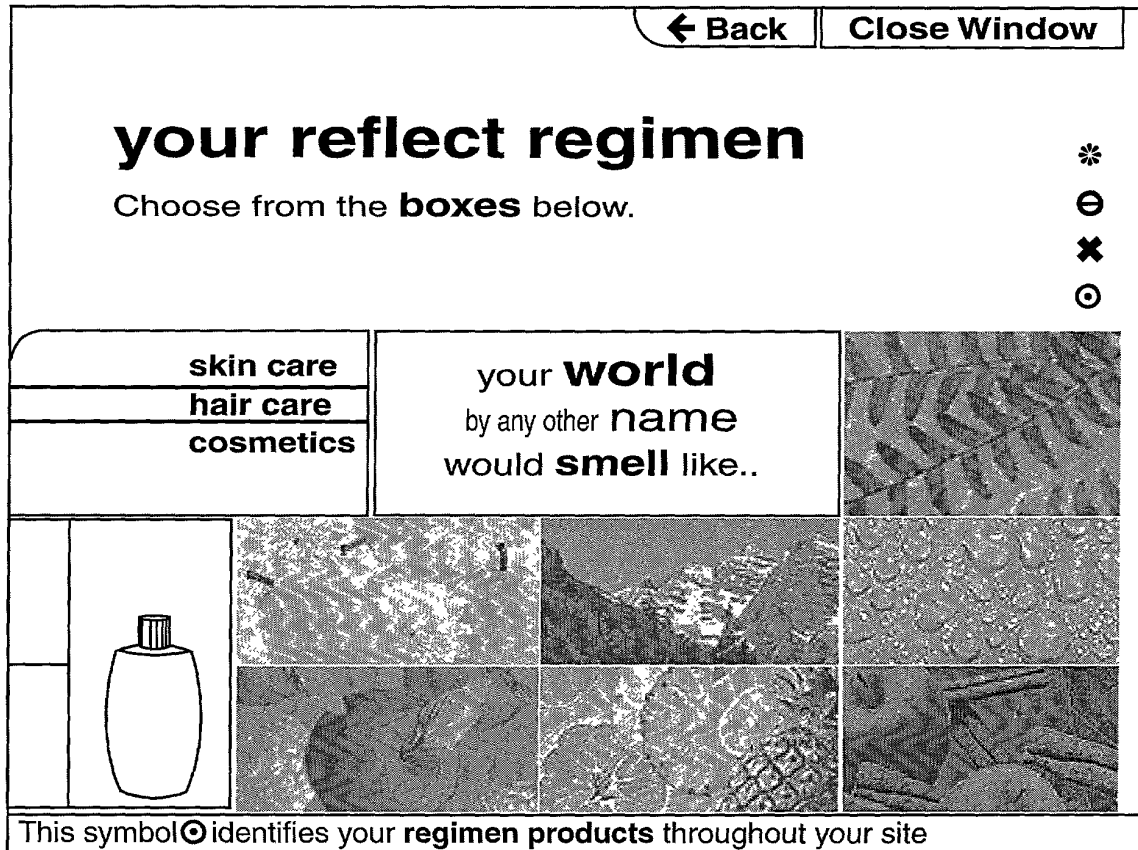 ← Back Close Window
your reflect regimen
Choose from the boxes below.
skin care
hair care
cosmetics
your world
by any other name
would smell like..
This symbol⊙identifies your regimen products throughout your site